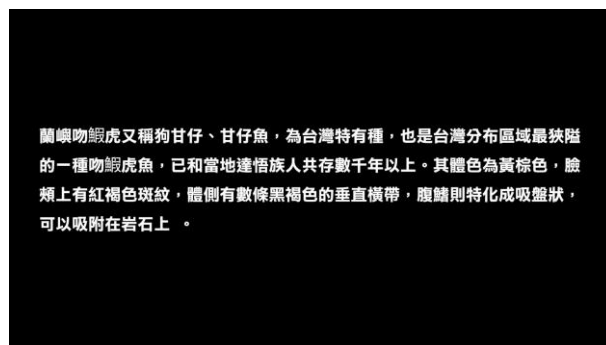 蘭嶼吻鰕虎又稱狗甘仔、甘仔魚，為台灣特有種，也是台灣分布區域最狹隘
的一種吻鰕虎魚，已和當地達悟族人共存數千年以上。其體色為黃棕色，臉
頰上有紅褐色斑紋，體側有數條黑褐色的垂直橫帶，腹鰭則特化成吸盤狀，
可以吸附在岩石上 。